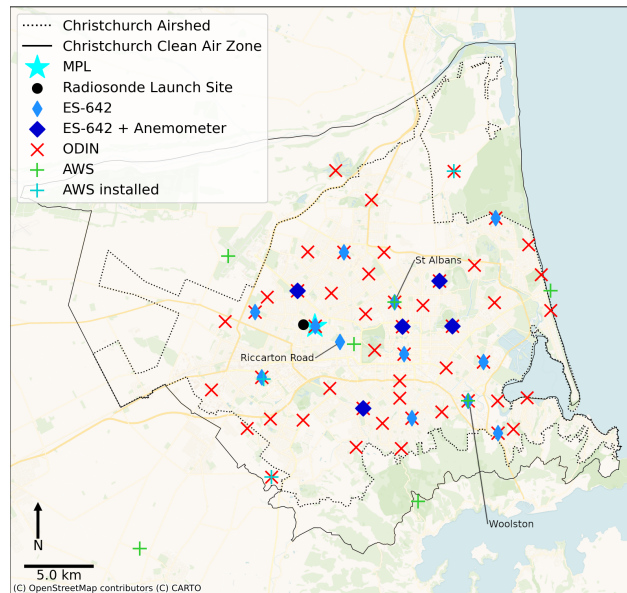 Christchurch Airshed
Christchurch Clean Air Zone
MPL
Radiosonde Launch Site
ES-642
ES-642 + Anemometer
ODIN
AWS
AWS installed
St Albans
Riccarton Road
Woolston
N
5.0 km
(C) OpenStreetMap contributors (C) CARTO